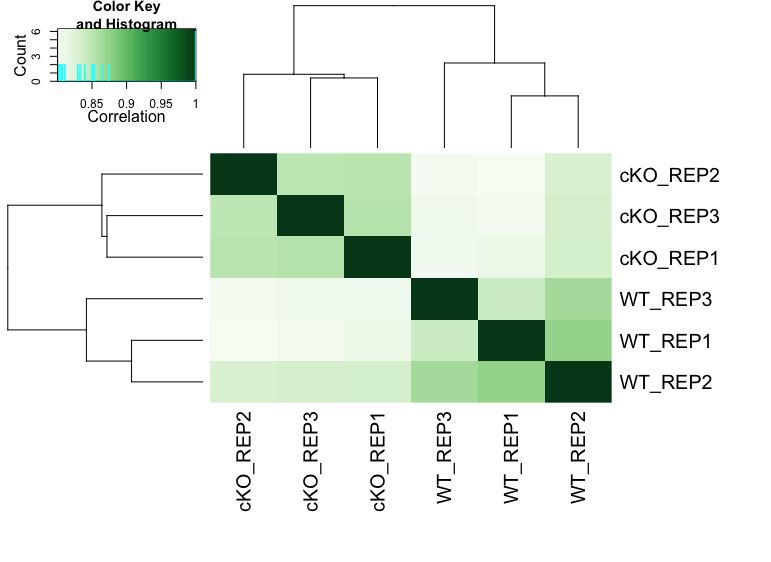 Color Key
and Histogram
Count
0 3 6
0.85 0.9 0.95 1
Correlation
cKO_REP2
cKO_REP3
cKO_REP1
WT_REP3
WT_REP1
WT_REP2
cKO_REP2
cKO_REP3
cKO_REP1
WT_REP3
WT_REP1
WT_REP2